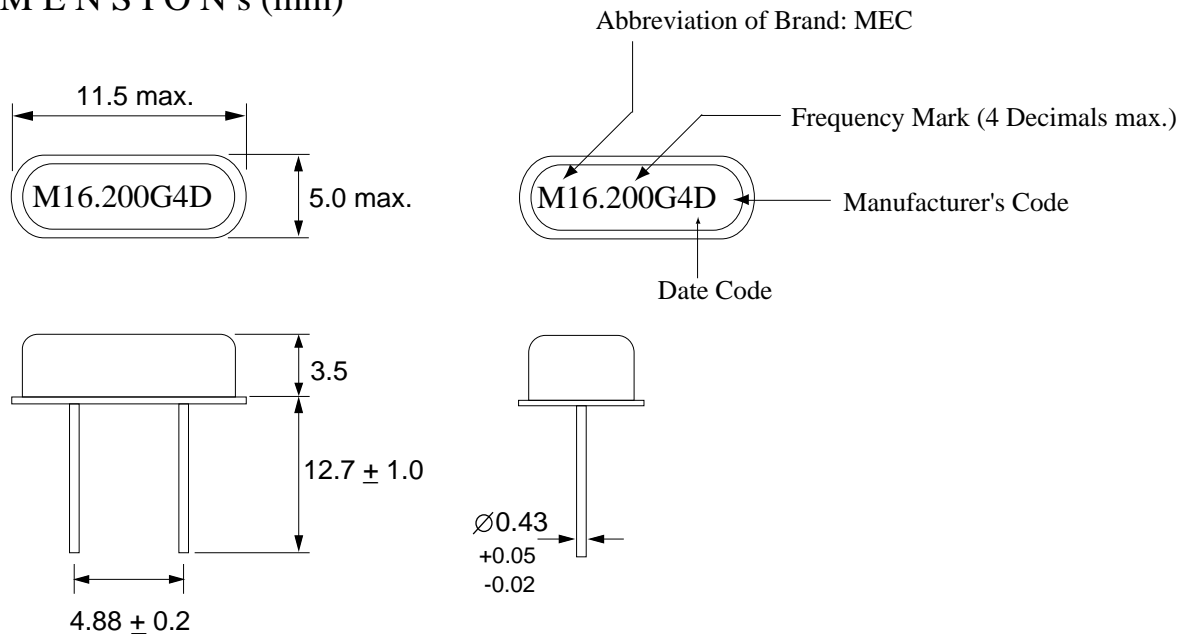 M E N S I O N 's (mm)
Abbreviation of Brand: MEC
11.5 max.
Frequency Mark (4 Decimals max.)
M16.200G4D
5.0 max.
M16.200G4D
Manufacturer's Code
Date Code
3.5
12.7 ± 1.0
∅0.43
+0.05
-0.02
4.88 ± 0.2